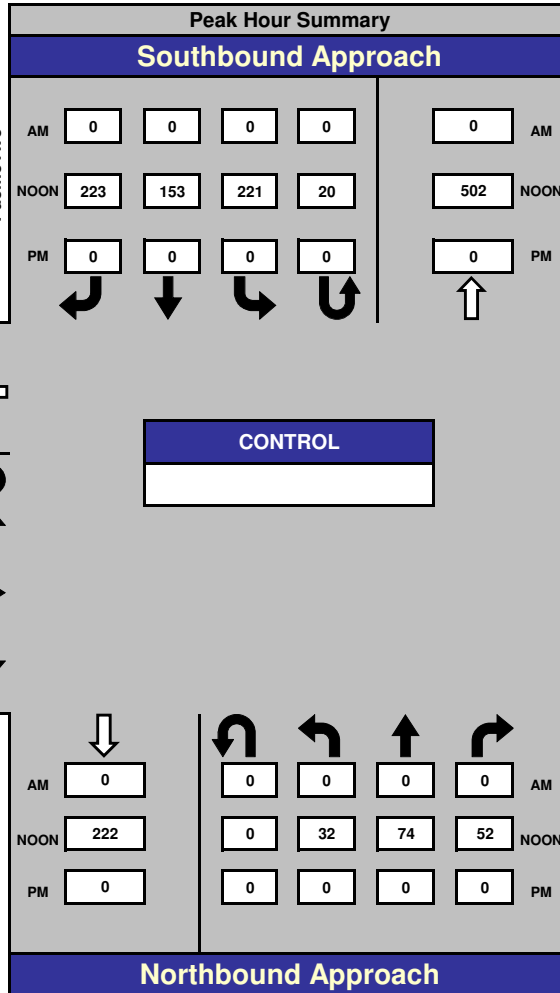 Peak Hour Summary
Southbound Approach
AM 0 0 0 0 0 AM
NOON 223 153 221 20 502 NOON
PM 0 0 0 0 0 PM
CONTROL
AM 0 0 0 0 0 AM
NOON 222 0 32 74 52 NOON
PM 0 0 0 0 0 PM
Northbound Approach